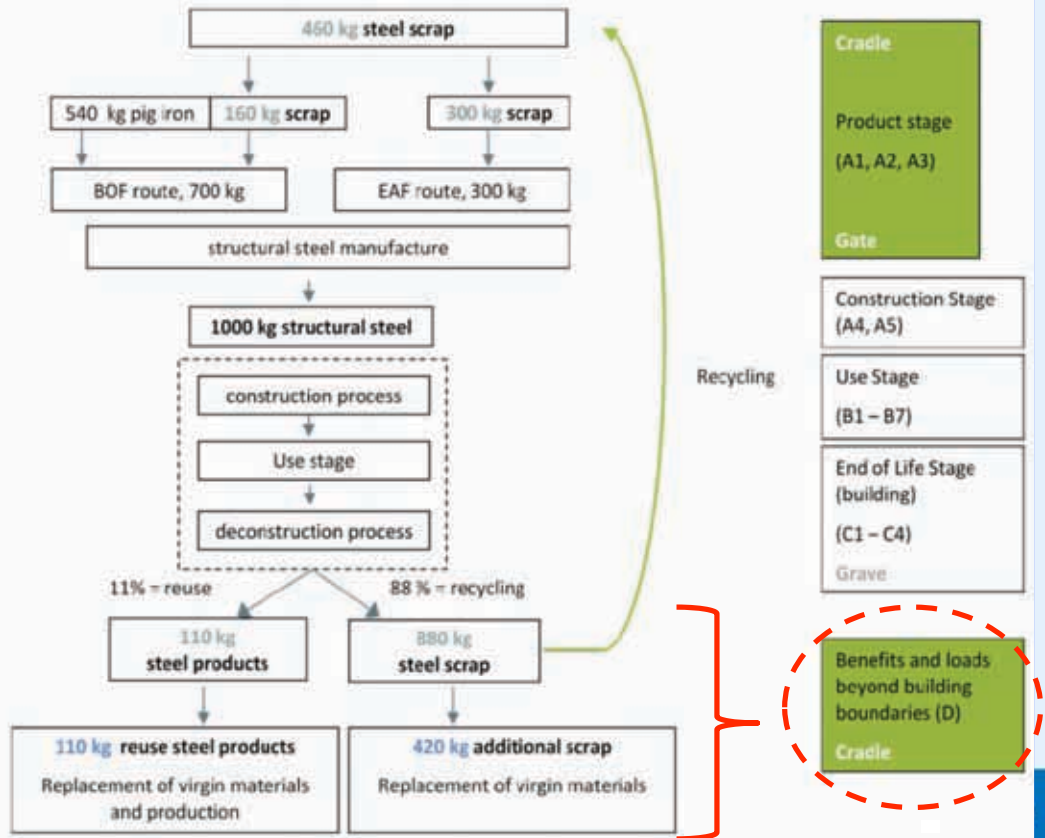 460 kg steel scrap
540 kg pig iron
160 kg scrap
300 kg scrap
BOF route, 700 kg
EAF route, 300 kg
structural steel manufacture
1000 kg structural steel
construction process
Use stage
deconstruction process
11% = reuse
88 % = recycling
110 kg
steel products
880 kg
steel scrap
110 kg reuse steel products
Replacement of virgin materials
and production
420 kg additional scrap
Replacement of virgin materials
Recycling
Cradle
Product stage
(A1, A2, A3)
Gate
Construction Stage
(A4, A5)
Use Stage
(B1 – B7)
End of Life Stage
(building)
(C1 – C4)
Grave
Benefits and loads
beyond building
boundaries (D)
Cradle